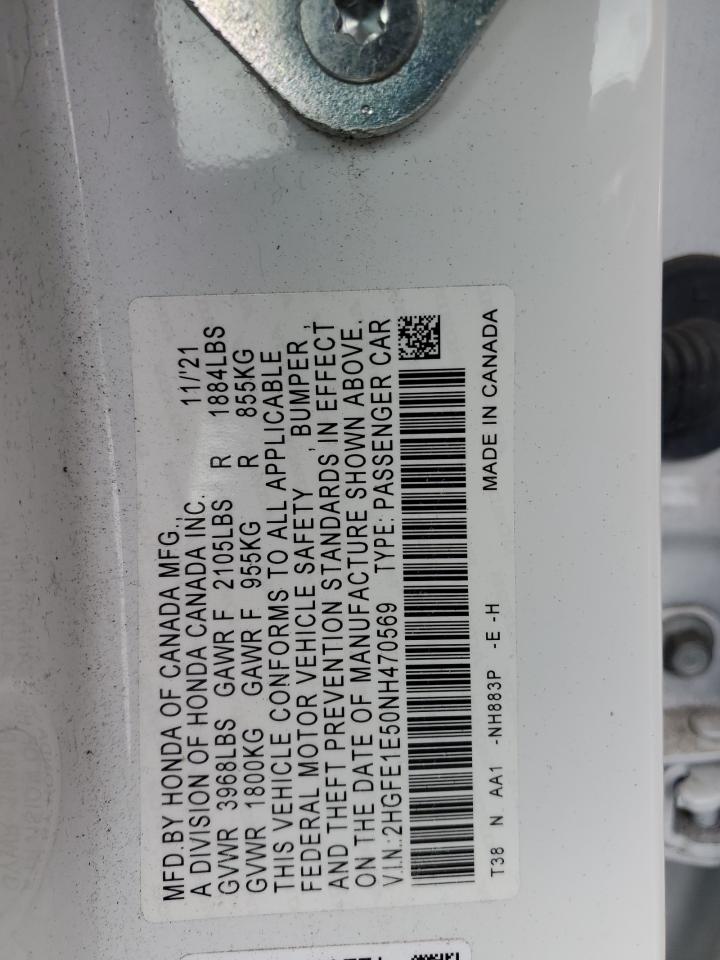 MFD.BY HONDA OF CANADA MFG.,
A DIVISION OF HONDA CANADA INC. 11/'21
GVWR 3968LBS GAWR F 2105LBS R 1884LBS
GVWR 1800KG GAWR F 955KG R 855KG
THIS VEHICLE CONFORMS TO ALL APPLICABLE
FEDERAL MOTOR VEHICLE SAFETY , BUMPER ,
AND THEFT PREVENTION STANDARDS IN EFFECT
ON THE DATE OF MANUFACTURE SHOWN ABOVE.
V.I.N.:2HGFE1E50NH470569 TYPE: PASSENGER CAR
T38 N AA1 -NH883P -E -H MADE IN CANADA